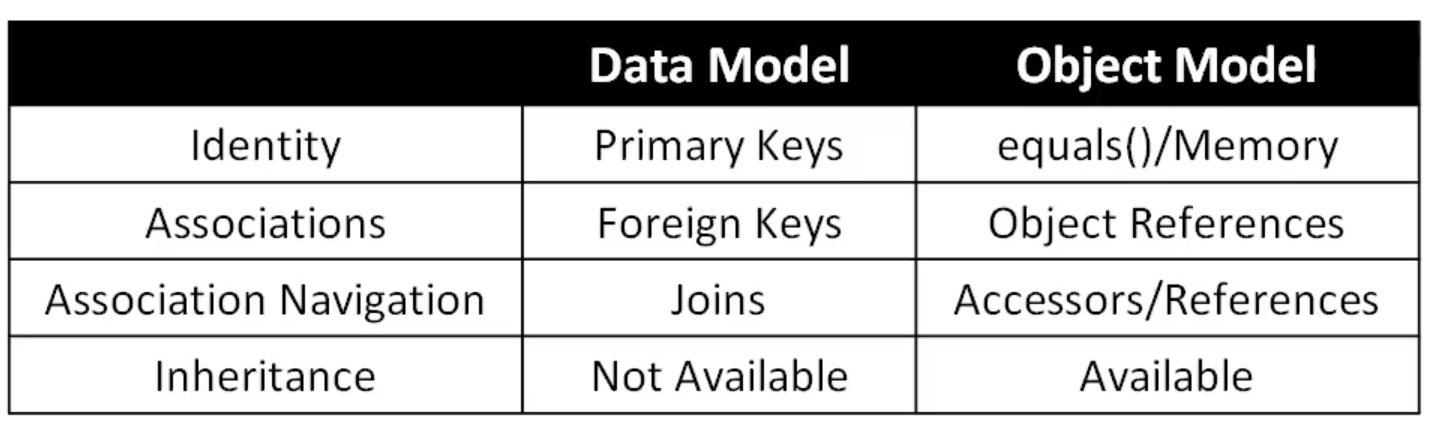 Data Model Object Model
Identity Primary Keys equals()/Memory
Associations Foreign Keys Object References
Association Navigation Joins Accessors/References
Inheritance Not Available Available